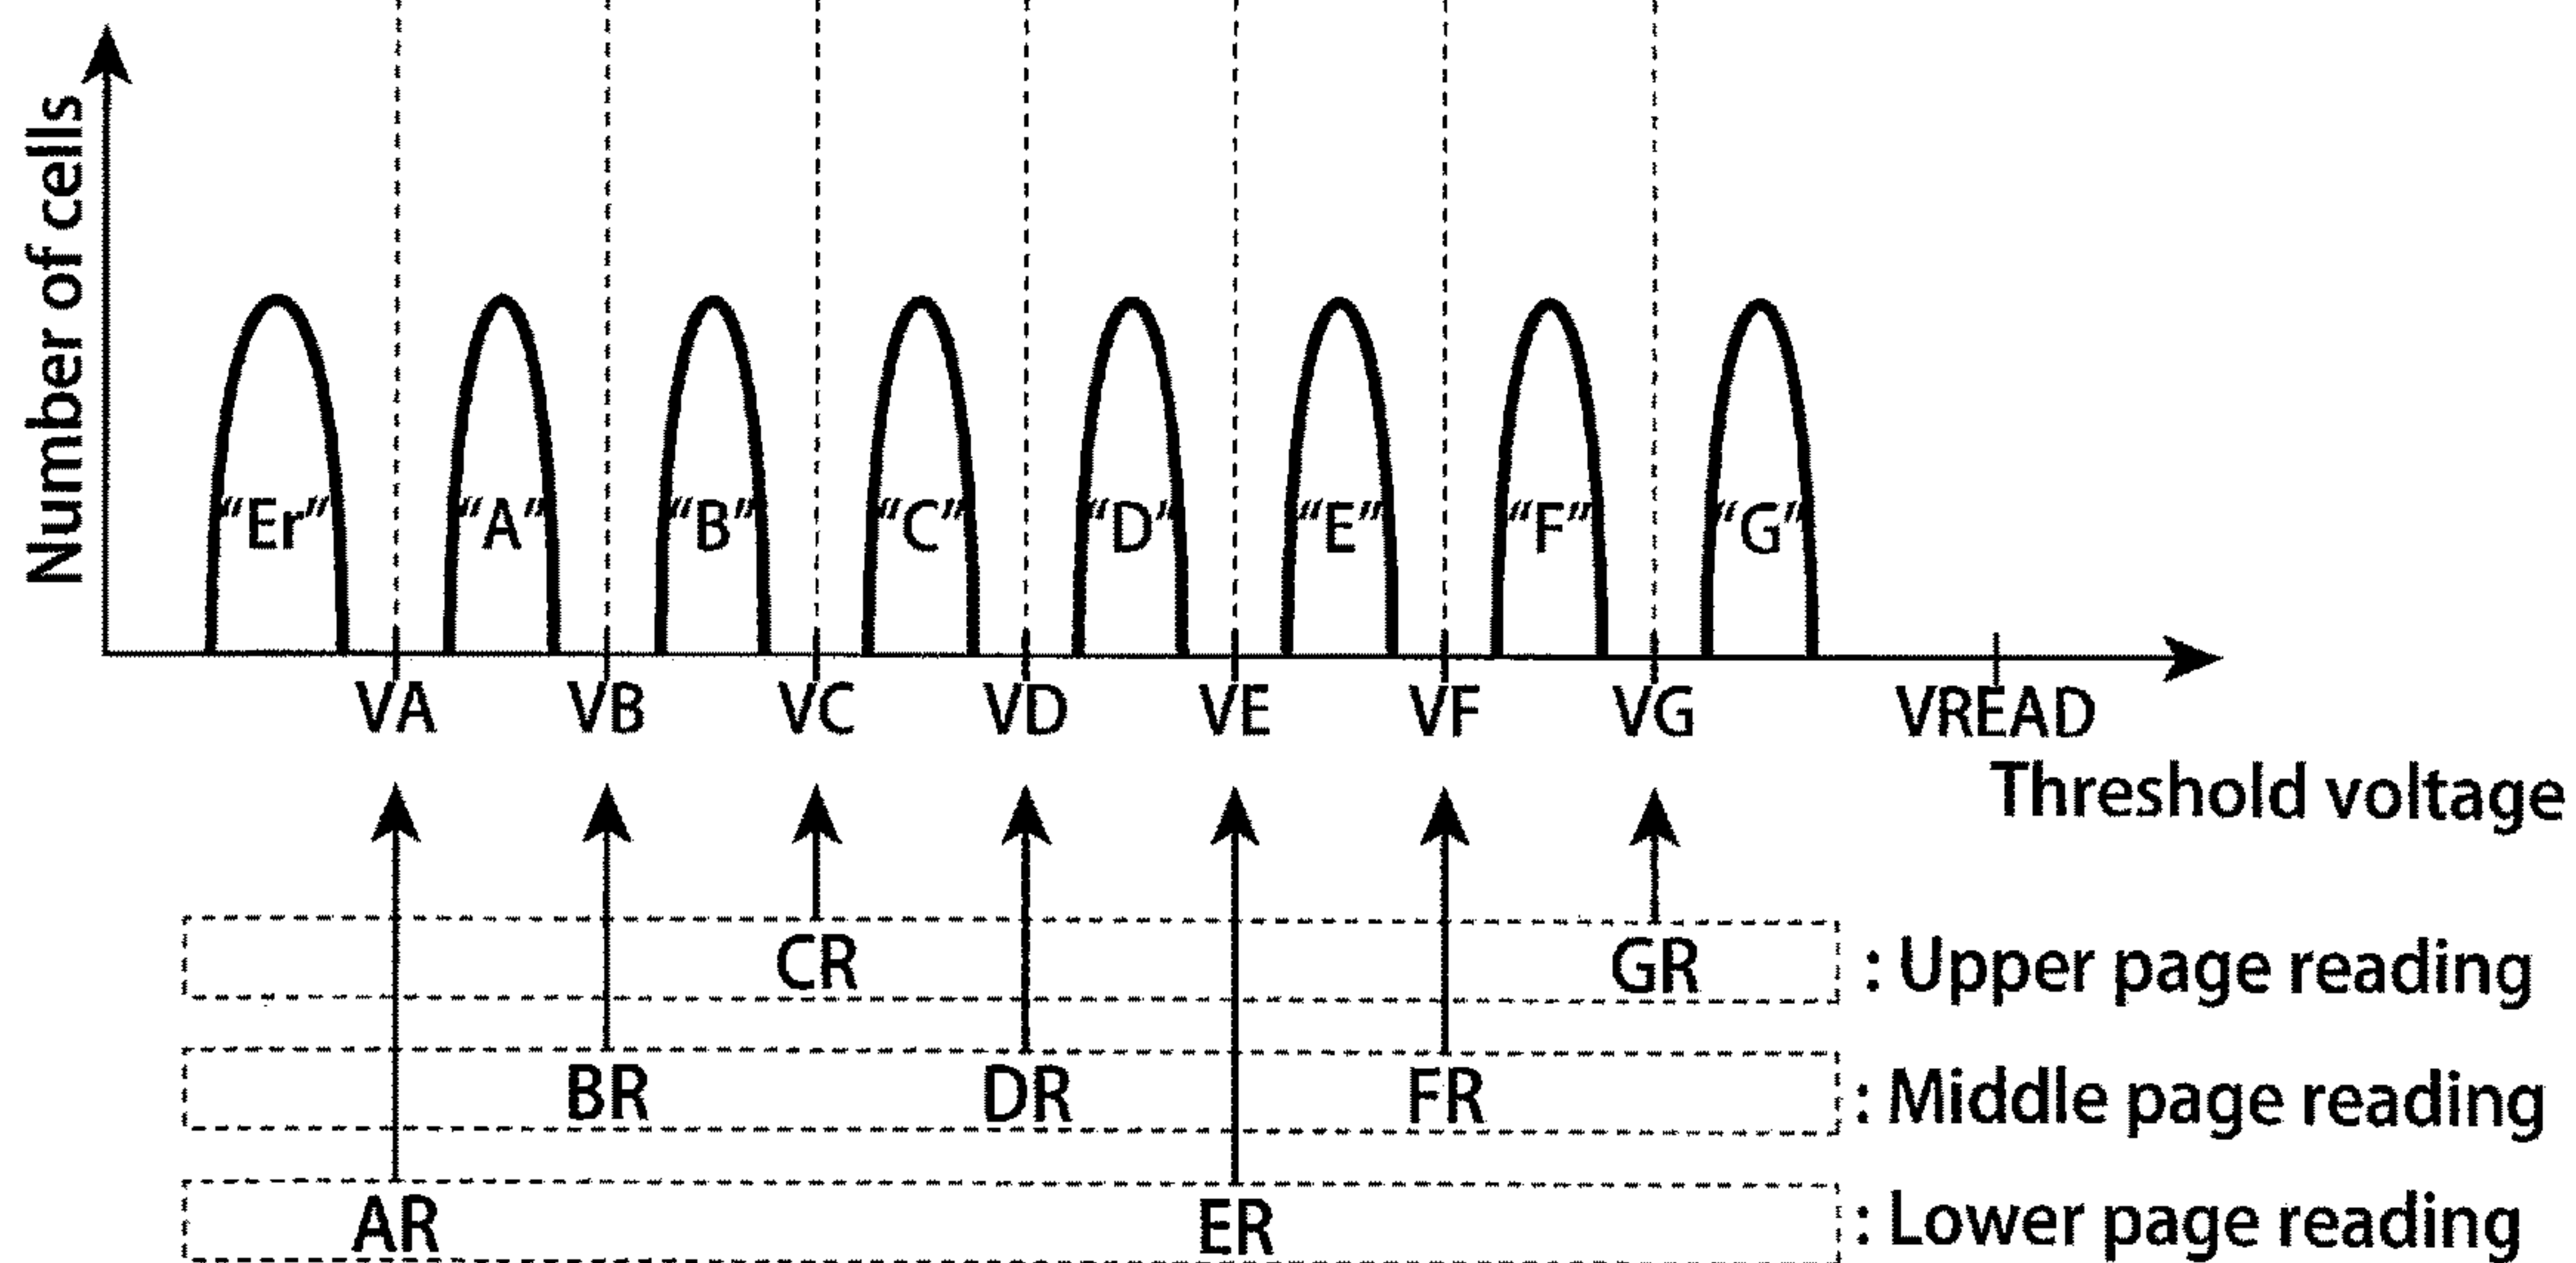 Number of cells
“Er” “A” “B” “C” “D” “E” “F” “G”
VA VB VC VD VE VF VG VREAD
Threshold voltage
CR GR : Upper page reading
BR DR FR : Middle page reading
AR ER : Lower page reading